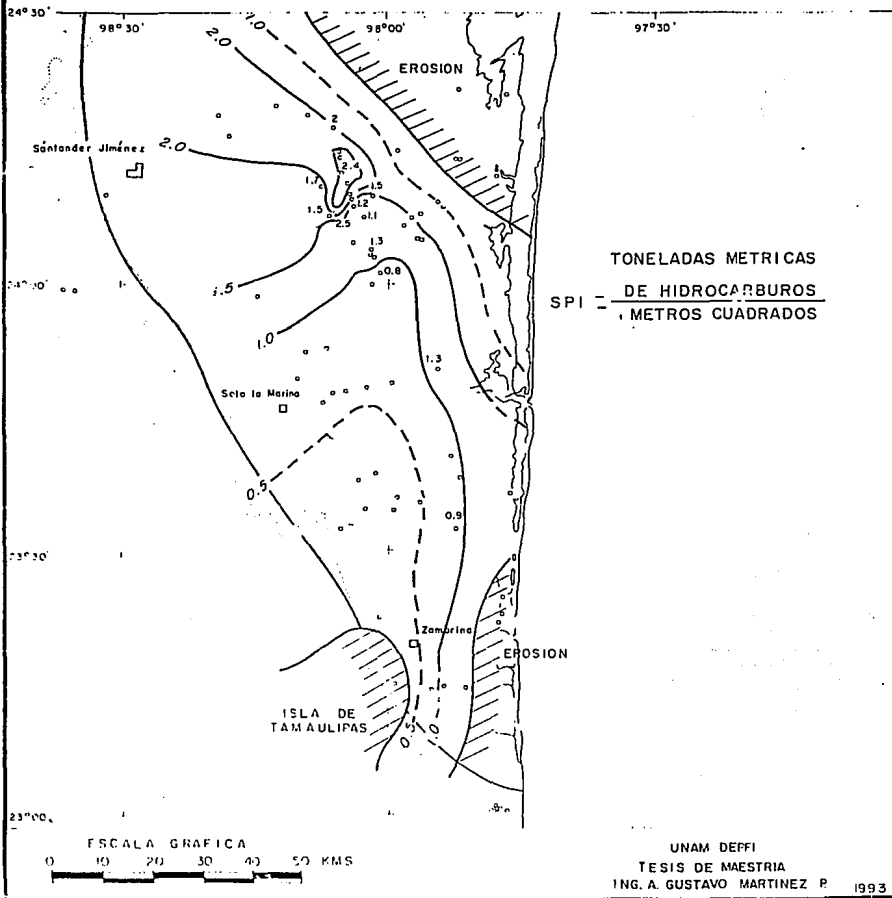 24°30'
98°30'
98°00'
97°30'
2.0
1.0
EROSION
2
Sántander Jiménez
2.0
2.4
1.7
1.5
1.2
1.5
1.1
2.5
1.3
0.8
TONELADAS METRICAS
SPI = DE HIDROCARBUROS
METROS CUADRADOS
24°00'
1.5
1.0
1.3
Soto la Marina
0.5
0.9
23°30'
Zamorina
EROSION
ISLA DE
TAMAULIPAS
0.5
1.0
23°00'
ESCALA GRAFICA
0 10 20 30 40 50 KMS
UNAM DEPFI
TESIS DE MAESTRIA
ING. A. GUSTAVO MARTINEZ P. 1993